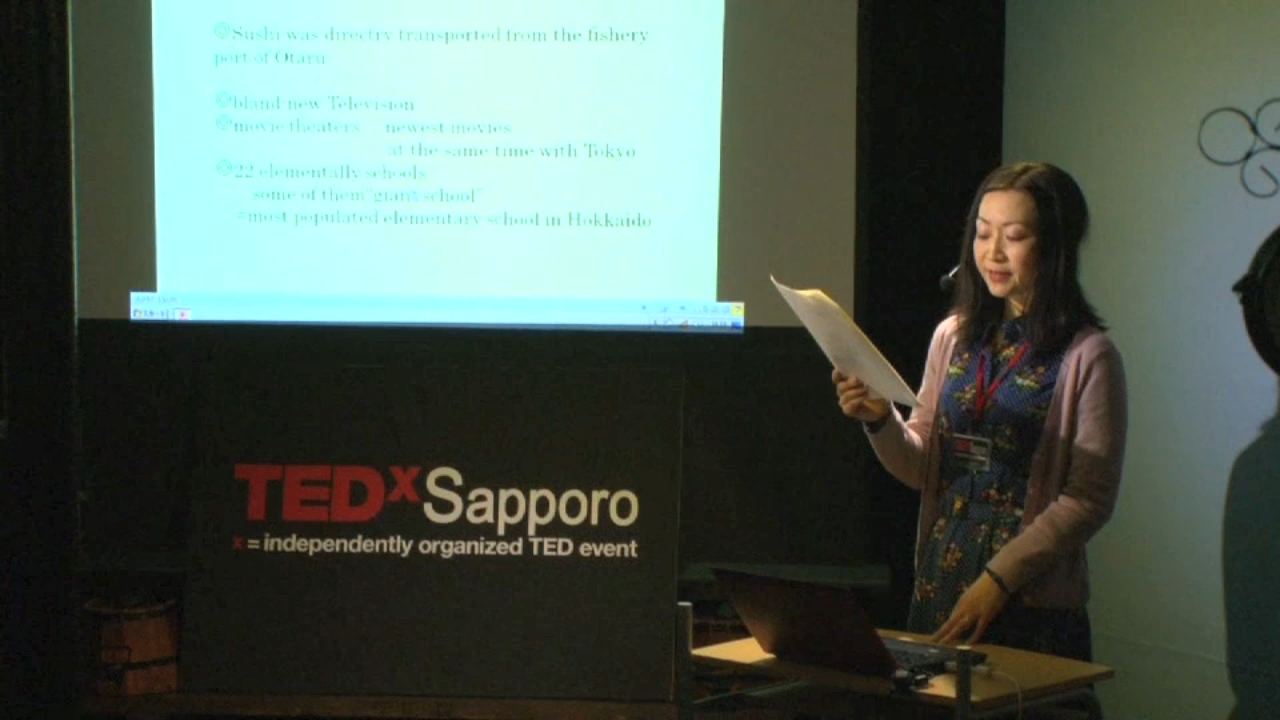 ◎Sushi was directry transported from the fishery
port of Otaru
◎bland new Television
◎movie theaters newest movies
at the same time with Tokyo
◎22 elementally schools
some of them "giant school"
=most populated elementary school in Hokkaido
TEDxSapporo
x = independently organized TED event